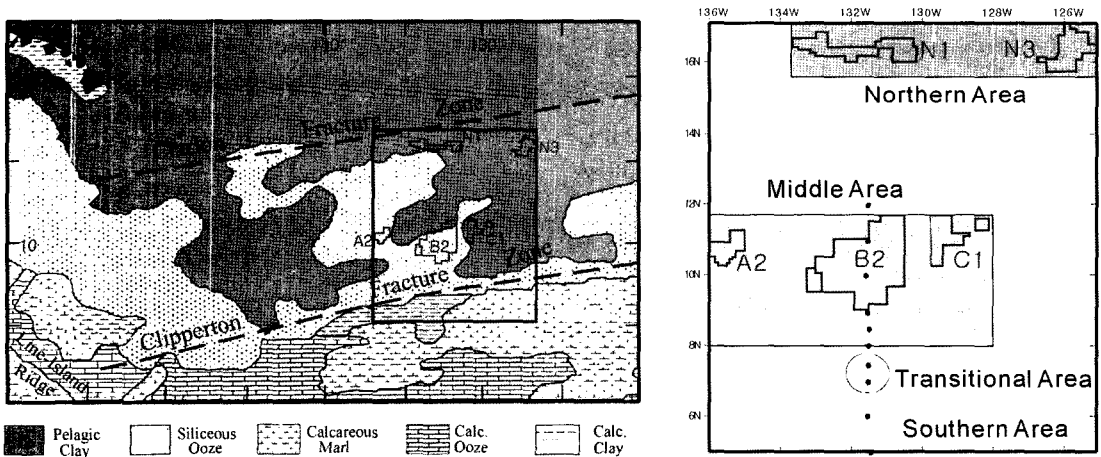 Fracture Zone
N1
N3
10
A2
B2
C1
Zone
Fracture
Clipperton
Line-Island
Ridge
Pelagic
Clay
Siliceous
Ooze
Calcareous
Marl
Calc.
Ooze
Calc.
Clay
136W
134W
132W
130W
128W
126W
16N
N1
N3
Northern Area
14N
Middle Area
12N
A2
B2
C1
10N
8N
Transitional Area
6N
Southern Area